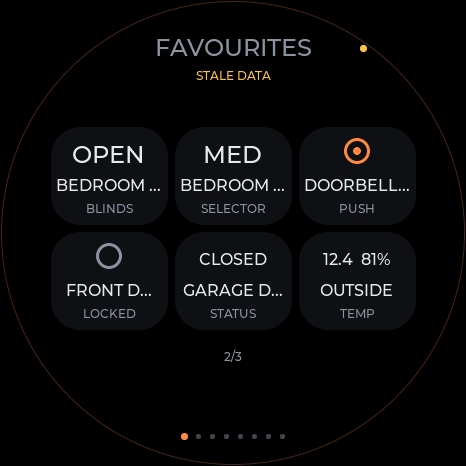 FAVOURITES
STALE DATA
OPEN
BEDROOM ...
BLINDS
MED
BEDROOM ...
SELECTOR
DOORBELL...
PUSH
FRONT D...
LOCKED
CLOSED
GARAGE D...
STATUS
12.4 81%
OUTSIDE
TEMP
2/3